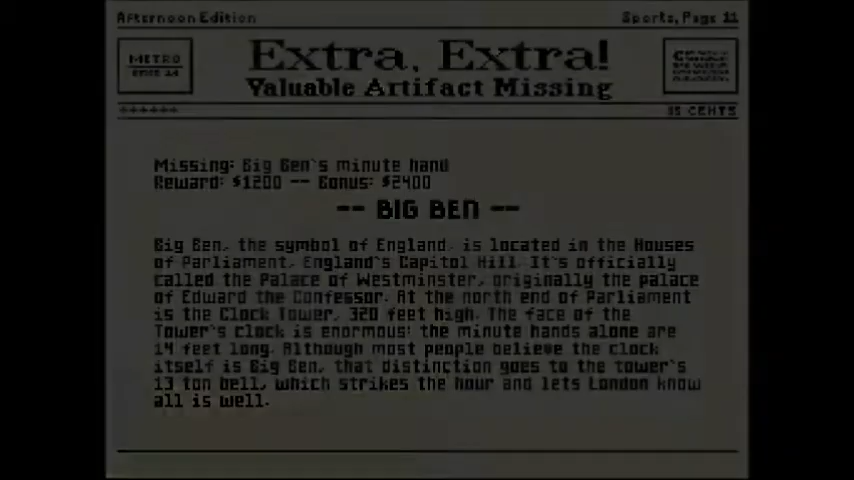 Afternoon Edition
Sports, Page 11
METRO
Extra, Extra!
Valuable Artifact Missing
35 CENTS
Missing: Big Ben's minute hand
Reward: $1200 -- Bonus: $2400
-- BIG BEN --
Big Ben, the symbol of England, is located in the Houses
of Parliament, England's Capitol Hill. It's officially
called the Palace of Westminster, originally the palace
of Edward the Confessor. At the north end of Parliament
is the Clock Tower, 320 feet high. The face of the
Tower's clock is enormous: the minute hands alone are
14 feet long. Although most people believe the clock
itself is Big Ben, that distinction goes to the tower's
13 ton bell, which strikes the hour and lets London know
all is well.